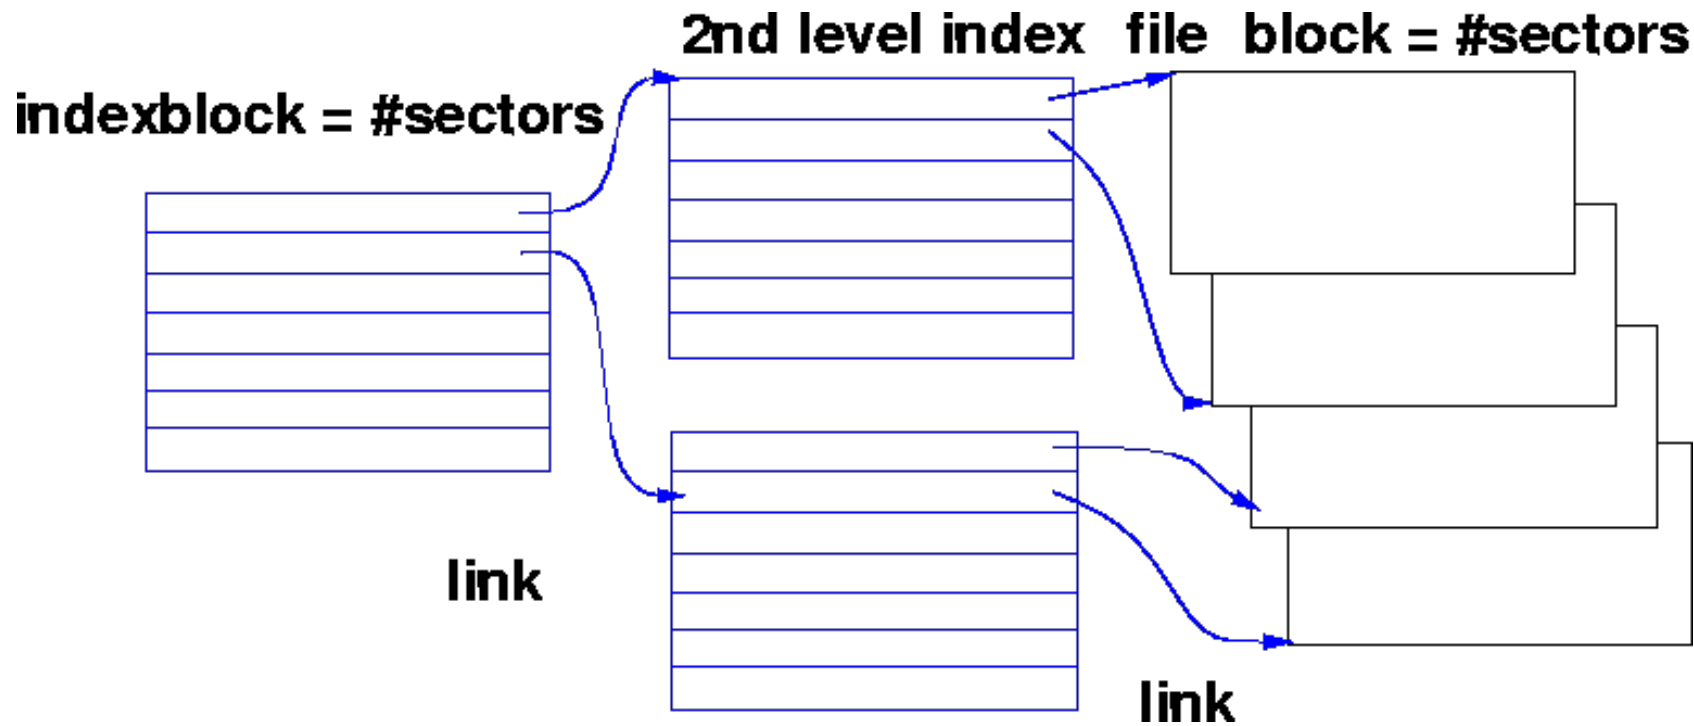 2nd level index file block = #sectors
indexblock = #sectors
link
link